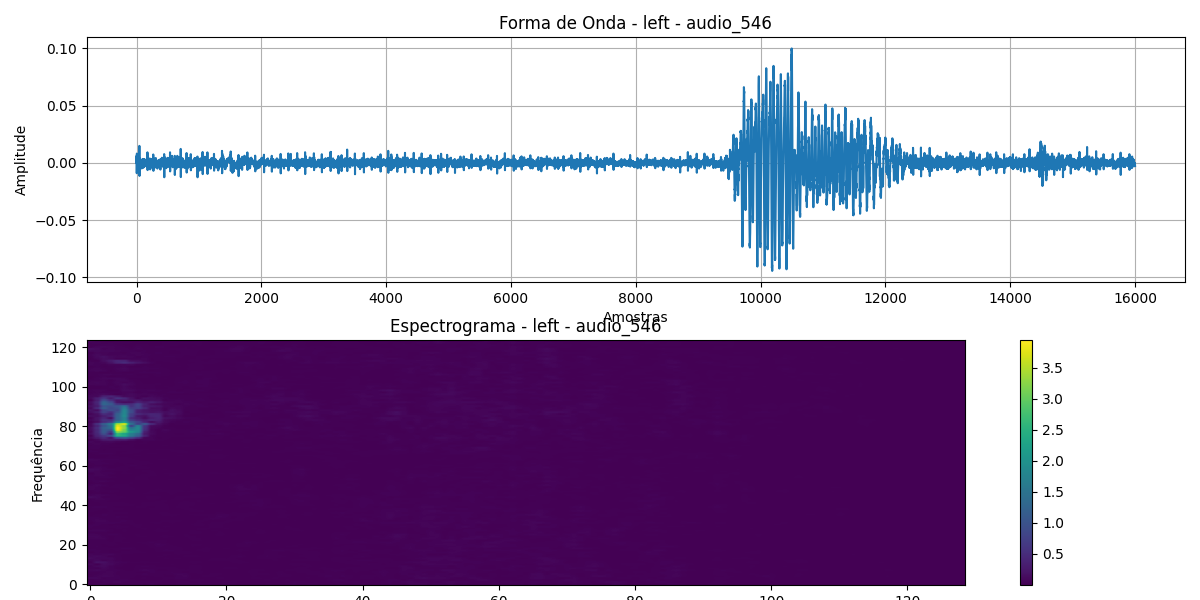 Forma de Onda - left - audio_546
Amplitude
0.10
0.05
0.00
−0.05
−0.10
0 2000 4000 6000 8000 10000 12000 14000 16000
Amostras
Espectrograma - left - audio_546
Frequência
120
100
80
60
40
20
0
0 20 40 60 80 100 120
3.5
3.0
2.5
2.0
1.5
1.0
0.5